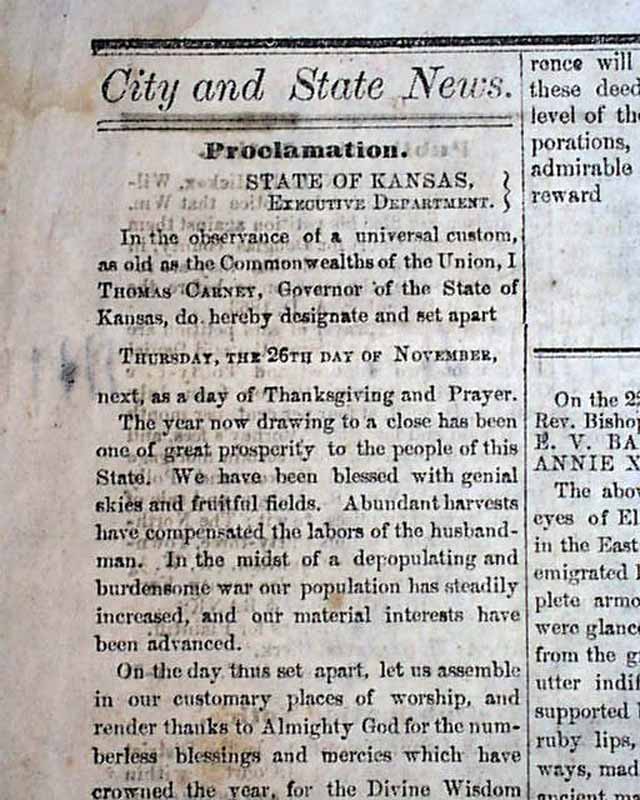 City and State News.
Proclamation.
STATE OF KANSAS,
EXECUTIVE DEPARTMENT.
In the observance of a universal custom,
as old as the Commonwealths of the Union, I
THOMAS CARNEY, Governor of the State of
Kansas, do hereby designate and set apart
THURSDAY, THE 26TH DAY OF NOVEMBER,
next, as a day of Thanksgiving and Prayer.
The year now drawing to a close has been
one of great prosperity to the people of this
State. We have been blessed with genial
skies and fruitful fields. Abundant harvests
have compensated the labors of the husband-
man. In the midst of a depopulating and
burdensome war our population has steadily
increased, and our material interests have
been advanced.
On the day thus set apart, let us assemble
in our customary places of worship, and
render thanks to Almighty God for the num-
berless blessings and mercies which have
crowned the year, for the Divine Wisdom
rence will
these deed
level of the
porations,
admirable
reward
On the 2
Rev. Bishop
E. V. BA
ANNIE
The abov
eyes of El
in the East
emigrated
plete armo
were glance
from the g
utter indif
supported
ruby lips,
ways, mad
ancient